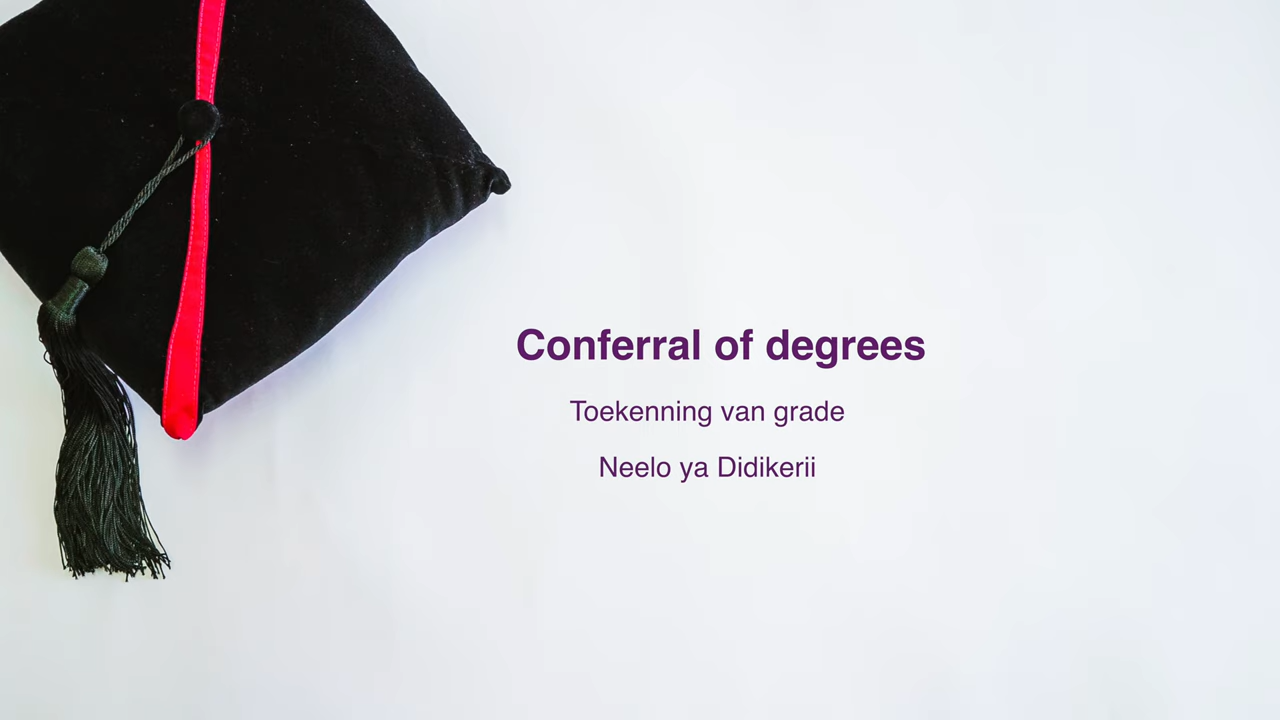 Conferral of degrees
Toekenning van grade
Neelo ya Didikerii